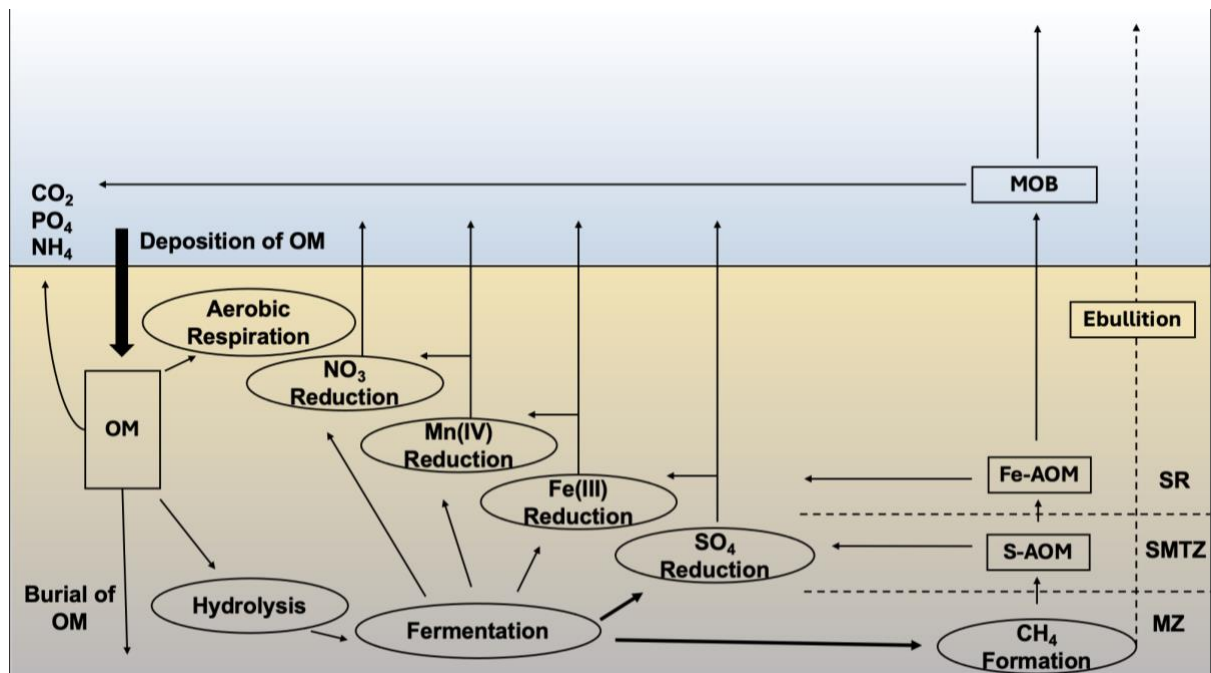 CO₂
PO₄
NH₄
Deposition of OM
MOB
Aerobic
Respiration
Ebullition
NO₃
Reduction
OM
Mn(IV)
Reduction
Fe(III)
Reduction
Fe-AOM
SR
SO₄
Reduction
S-AOM
SMTZ
Burial of
OM
Hydrolysis
Fermentation
CH₄
Formation
MZ